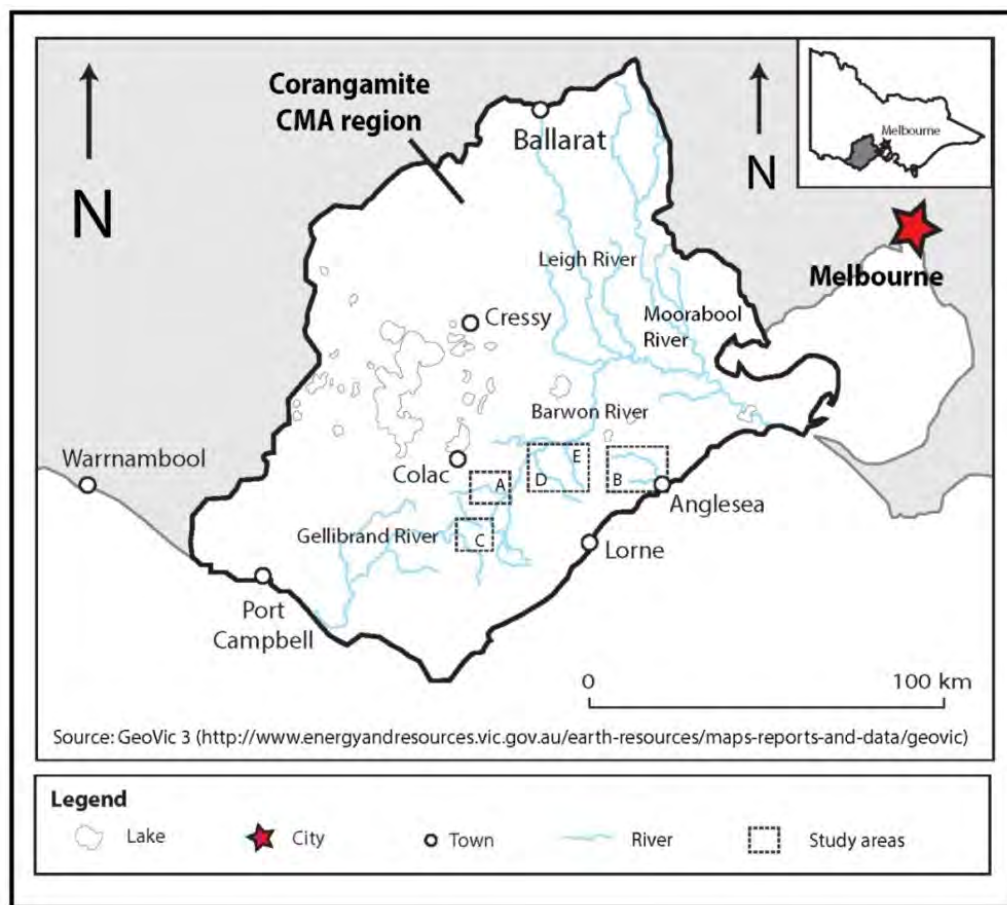 Corangamite
CMA region
N
N
Melbourne
Ballarat
Melbourne
Leigh River
Moorabool
River
Cressy
Barwon River
Warrnambool
Colac
A
D
E
B
Anglesea
Gellibrand River
C
Lorne
Port
Campbell
0
100 km
Source: GeoVic 3 (http://www.energyandresources.vic.gov.au/earth-resources/maps-reports-and-data/geovic)
Legend
Lake
City
Town
River
Study areas